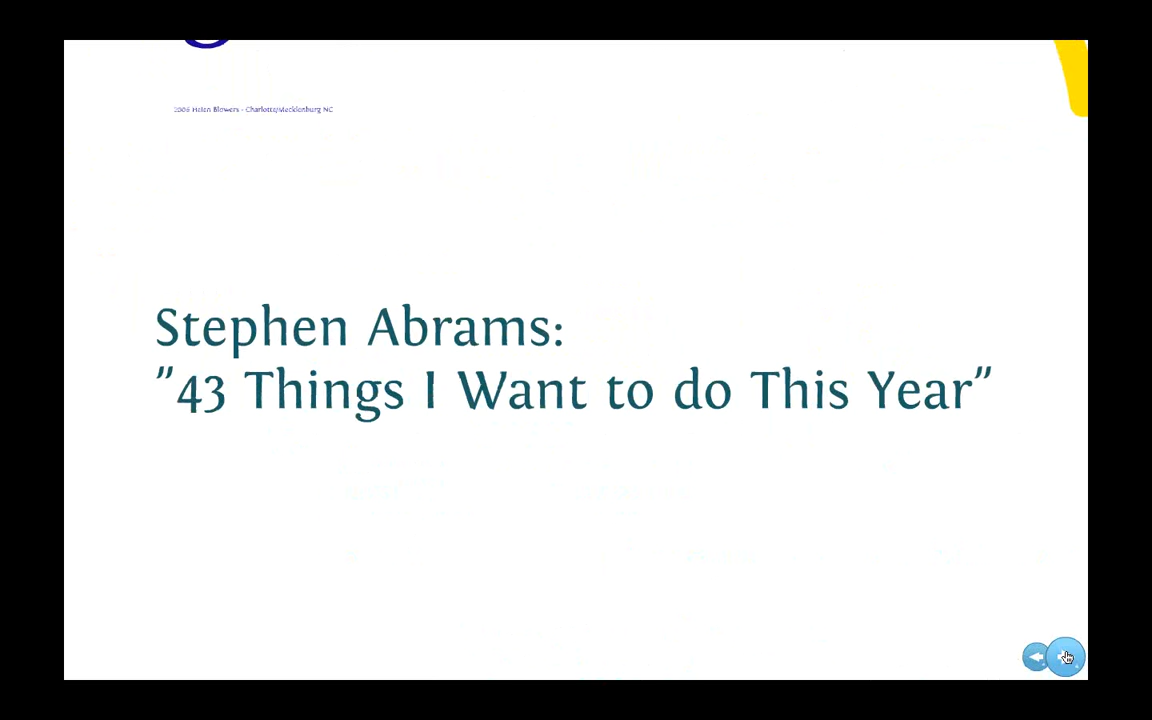 2006 Helen Blowers - Charlotte/Mecklenburg NC
Stephen Abrams:
"43 Things I Want to do This Year"